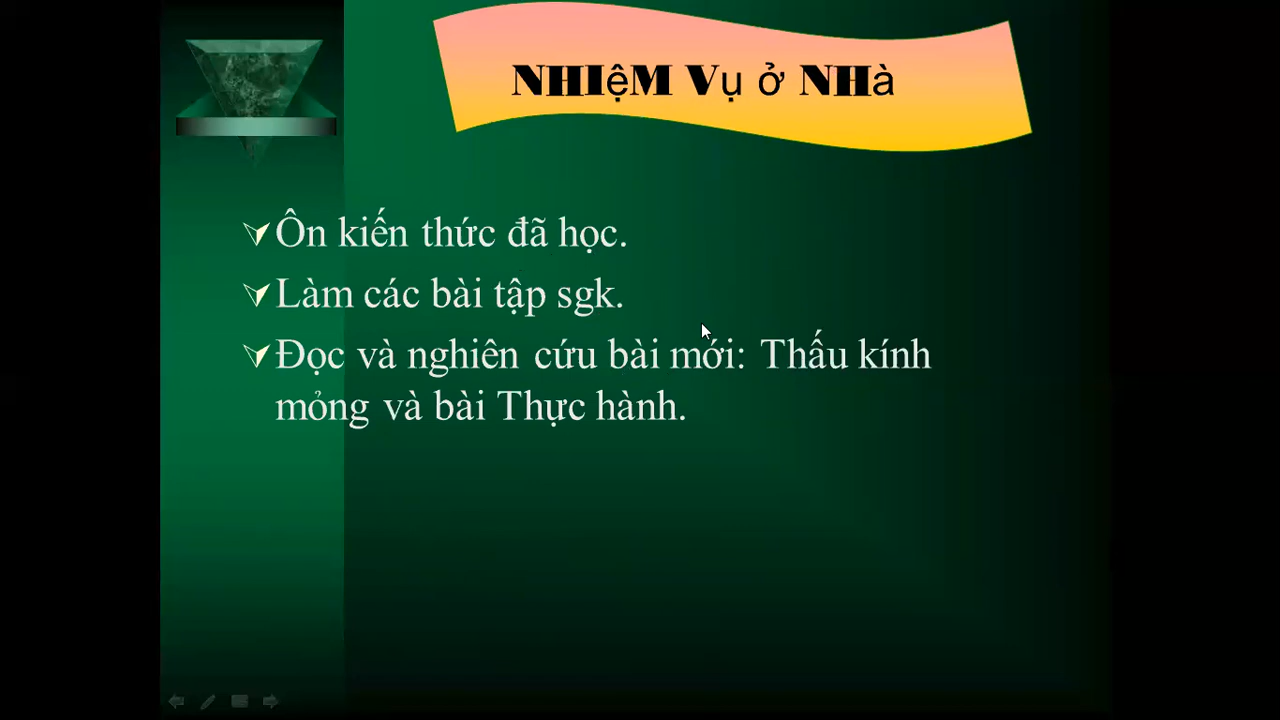 NHIệM Vụ ở NHà
Ôn kiến thức đã học.
Làm các bài tập sgk.
Đọc và nghiên cứu bài mới: Thấu kính
mỏng và bài Thực hành.